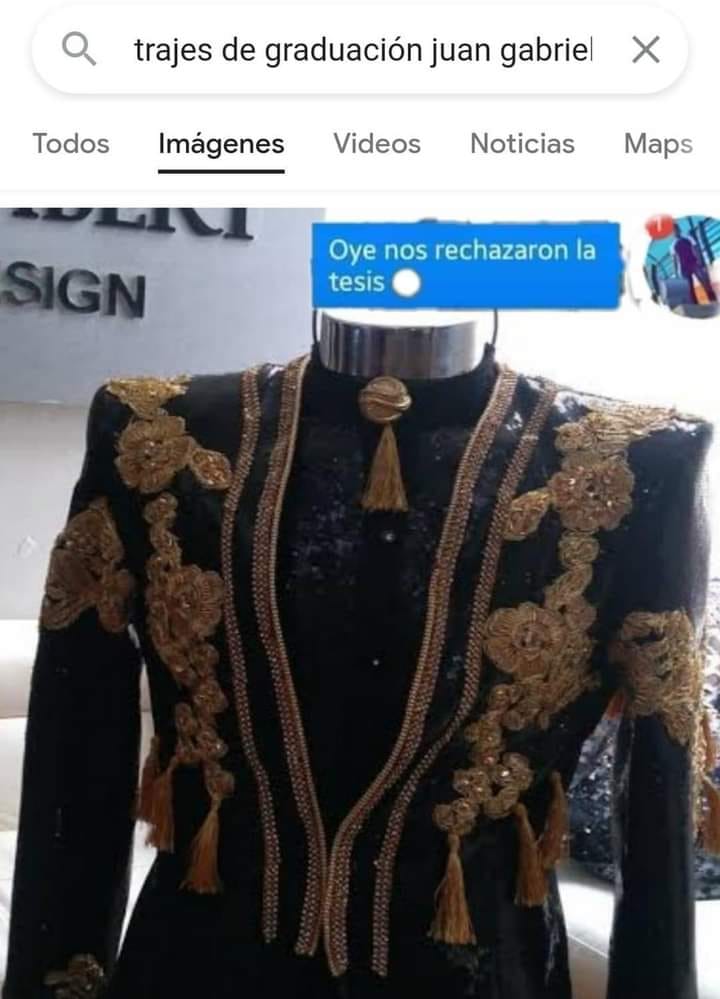 trajes de graduación juan gabriel
Todos Imágenes Videos Noticias Maps
SIGN
Oye nos rechazaron la
tesis